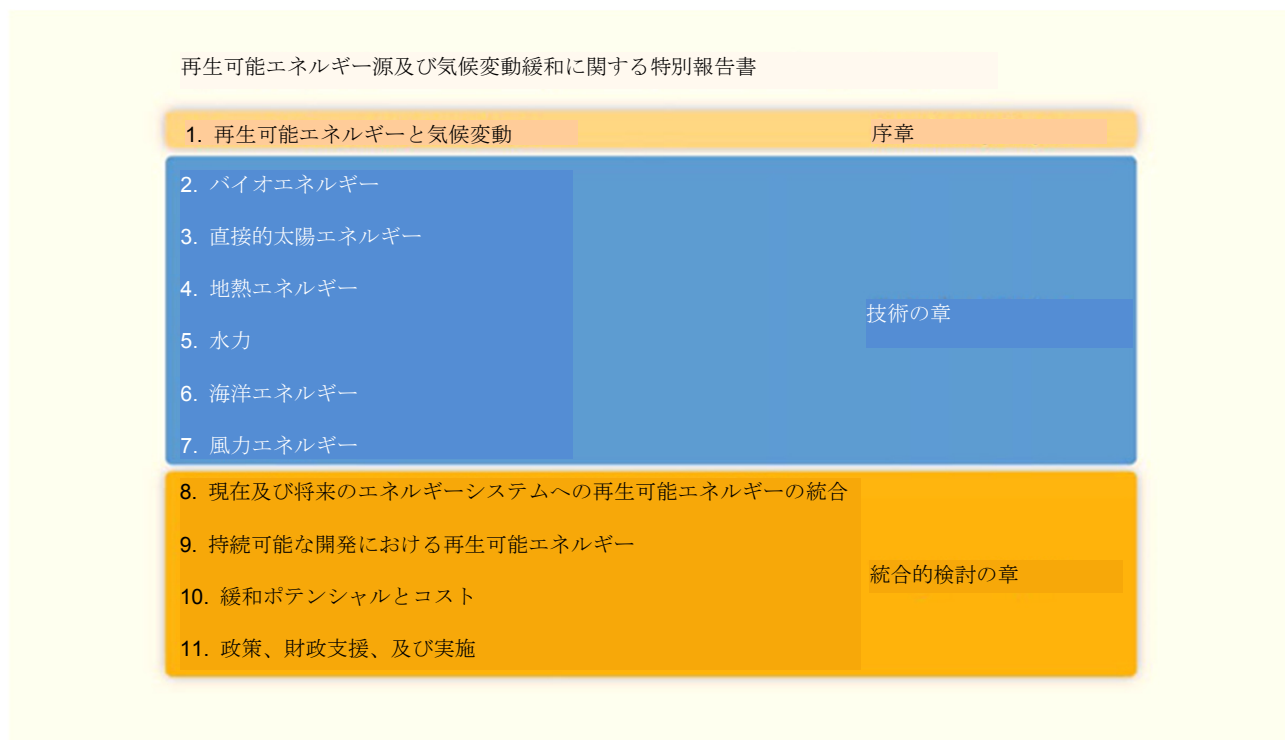 再生可能エネルギー源及び気候変動緩和に関する特別報告書
1. 再生可能エネルギーと気候変動 序章
2. バイオエネルギー
3. 直接的太陽エネルギー
4. 地熱エネルギー
技術の章
5. 水力
6. 海洋エネルギー
7. 風力エネルギー
8. 現在及び将来のエネルギーシステムへの再生可能エネルギーの統合
9. 持続可能な開発における再生可能エネルギー
統合的検討の章
10. 緩和ポテンシャルとコスト
11. 政策、財政支援、及び実施